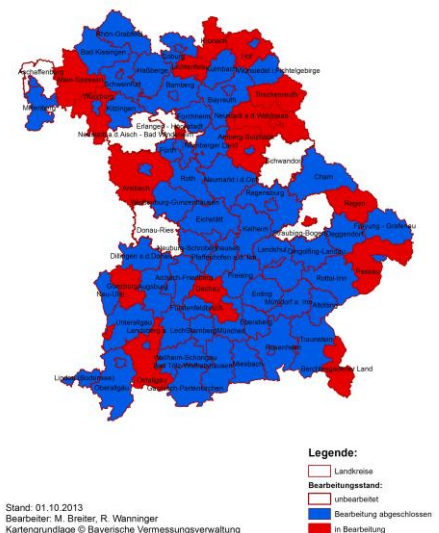 Rhön-Grabfeld
Bad Kissingen
Coburg
Kronach
Hof
Aschaffenburg
Main-Spessart
Schweinfurt
Haßberge
Lichtenfels
Kulmbach
Wunsiedel i. Fichtelgebirge
Miltenberg
Würzburg
Kitzingen
Bamberg
Bayreuth
Tirschenreuth
Forchheim
Neustadt a.d. Waldnaab
Erlangen - Höchstadt
Neustadt a.d.Aisch - Bad Windsheim
Nürnberger Land
Amberg-Sulzbach
Schwandorf
Ansbach
Roth
Neumarkt i.d.Opf.
Cham
Weißenburg-Gunzenhausen
Regensburg
Regen
Eichstätt
Kelheim
Straubing-Bogen
Freyung - Grafenau
Deggendorf
Donau-Ries
Neuburg-Schrobenhausen
Landshut
Dingolfing-Landau
Dillingen a.d.Donau
Pfaffenhofen a.d. Ilm
Passau
Aichach-Friedberg
Freising
Rottal-Inn
Günzburg
Augsburg
Dachau
Erding
Mühldorf a. Inn
Altötting
Neu-Ulm
Fürstenfeldbruck
Unterallgäu
Landsberg a. Lech
Starnberg
München
Ebersberg
Traunstein
Rosenheim
Weilheim-Schongau
Bad Tölz-Wolfratshausen
Miesbach
Berchtesgadener Land
Lindau (Bodensee)
Oberallgäu
Ostallgäu
Garmisch-Partenkirchen
Legende:
Landkreise
Bearbeitungsstand:
unbearbeitet
Bearbeitung abgeschlossen
in Bearbeitung
Stand: 01.10.2013
Bearbeiter: M. Breiter, R. Wanninger
Kartengrundlage © Bayerische Vermessungsverwaltung